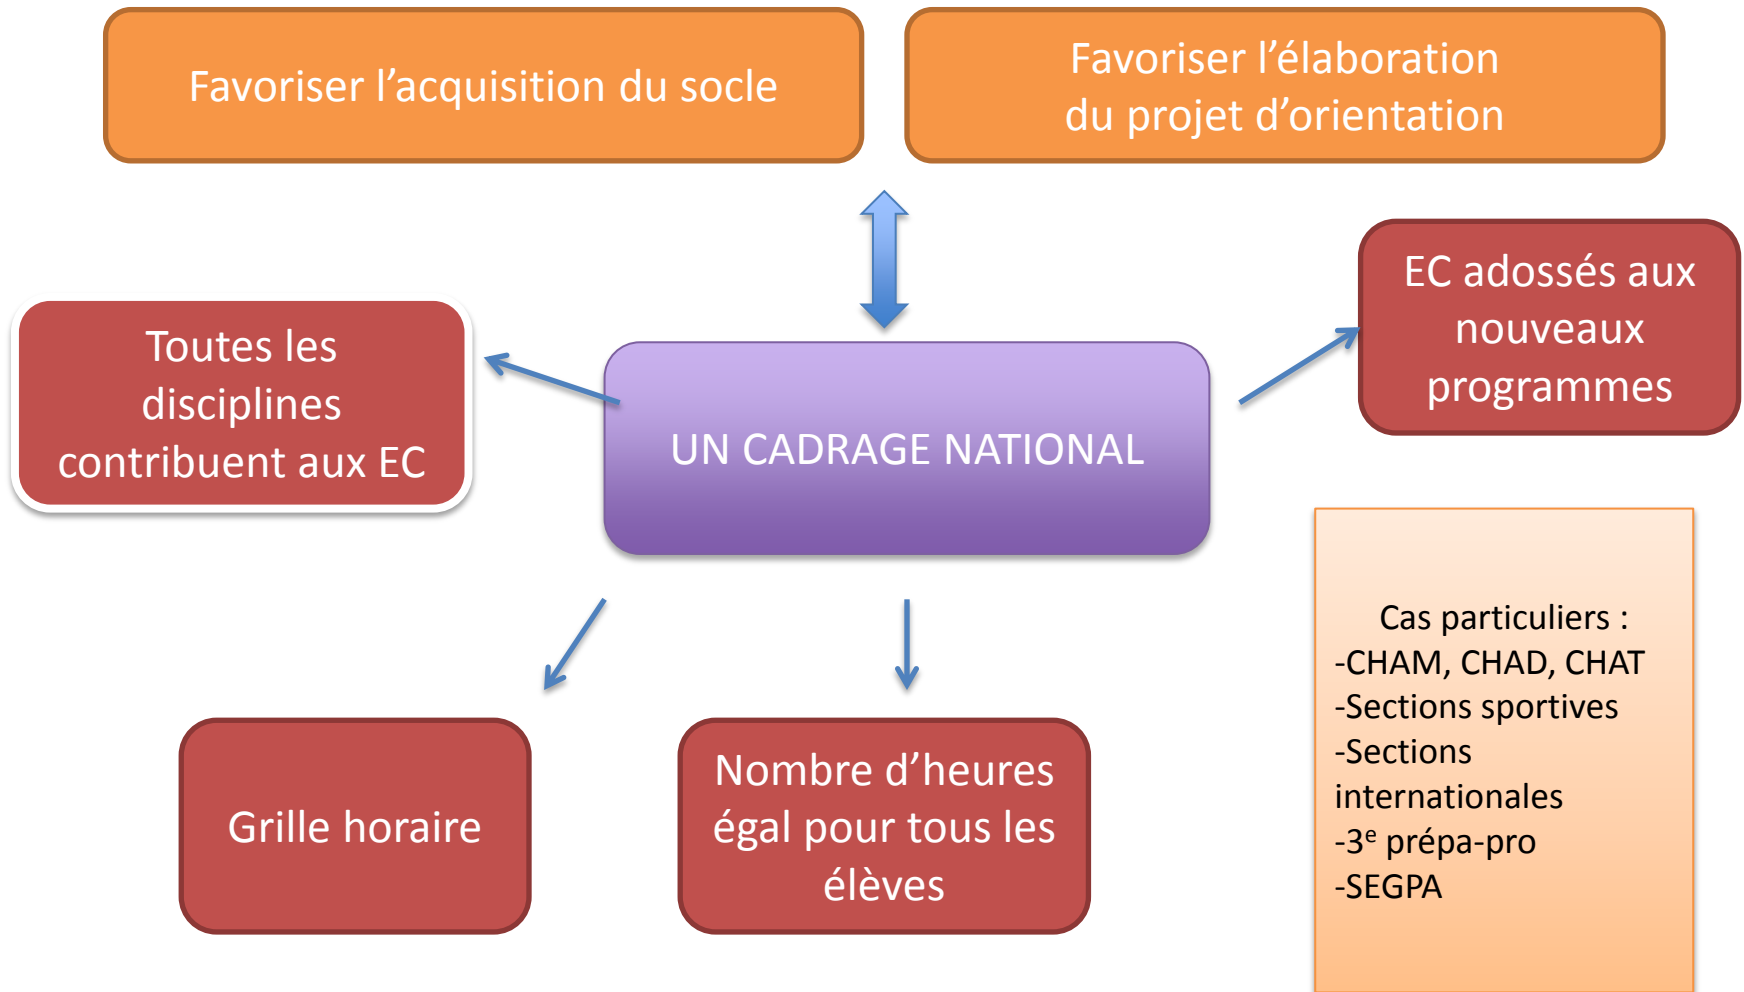 Favoriser l’acquisition du socle
Favoriser l’élaboration
du projet d’orientation
EC adossés aux
nouveaux
programmes
Toutes les
disciplines
contribuent aux EC
UN CADRAGE NATIONAL
Cas particuliers :
-CHAM, CHAD, CHAT
-Sections sportives
-Sections
internationales
-3e prépa-pro
-SEGPA
Grille horaire
Nombre d’heures
égal pour tous les
élèves